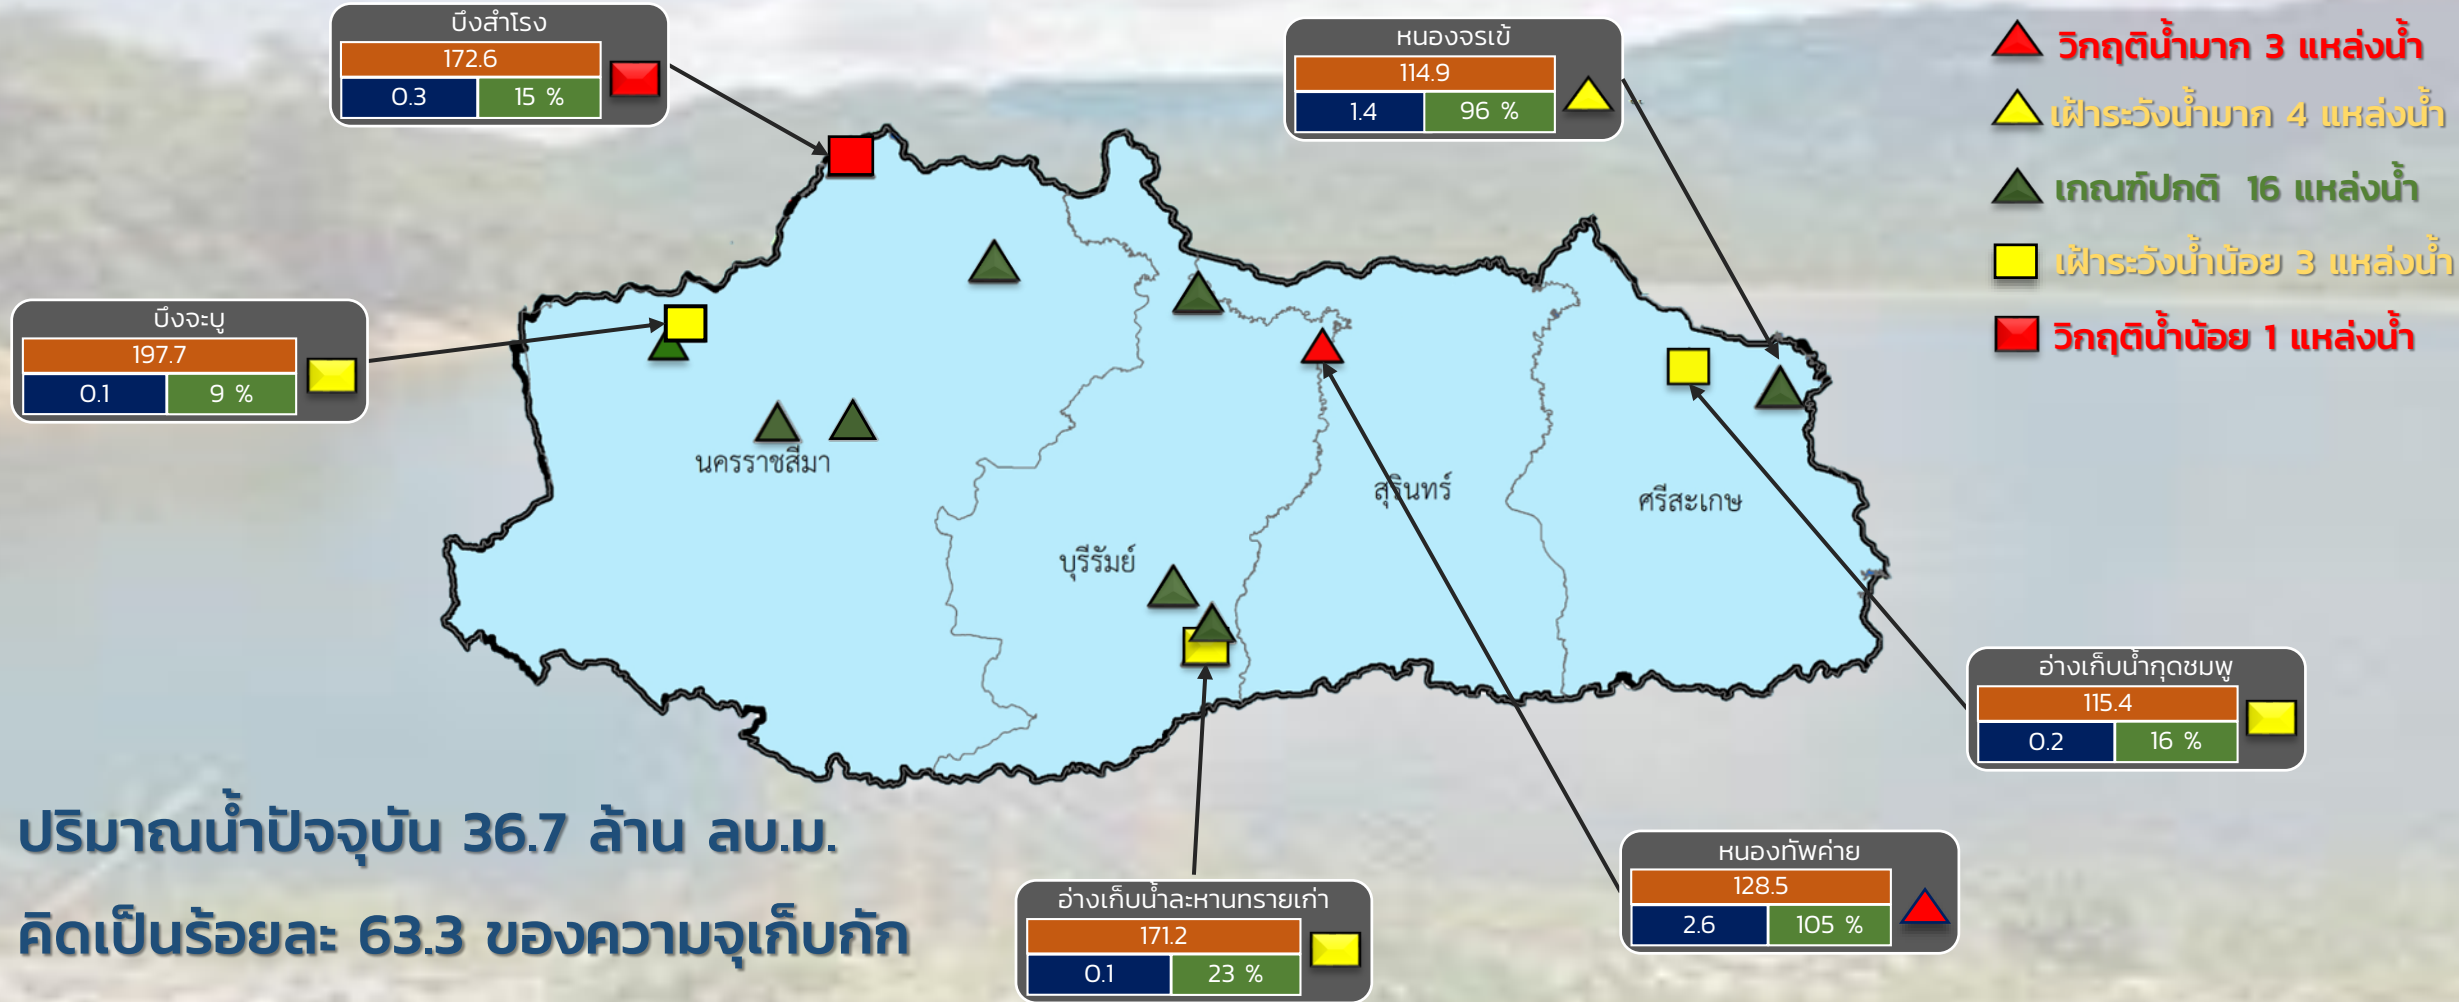 บึงสำโรง
172.6
0.3 15 %
หนองจรเข้
114.9
1.4 96 %
วิกฤติน้ำมาก 3 แหล่งน้ำ
เฝ้าระวังน้ำมาก 4 แหล่งน้ำ
เกณฑ์ปกติ 16 แหล่งน้ำ
เฝ้าระวังน้ำน้อย 3 แหล่งน้ำ
วิกฤติน้ำน้อย 1 แหล่งน้ำ
บึงจะบู
197.7
0.1 9 %
นครราชสีมา
สุรินทร์
ศรีสะเกษ
บุรีรัมย์
อ่างเก็บน้ำกุดชมพู
115.4
0.2 16 %
ปริมาณน้ำปัจจุบัน 36.7 ล้าน ลบ.ม.
คิดเป็นร้อยละ 63.3 ของความจุเก็บกัก
หนองทัพค่าย
128.5
2.6 105 %
อ่างเก็บน้ำละหานทรายเก่า
171.2
0.1 23 %